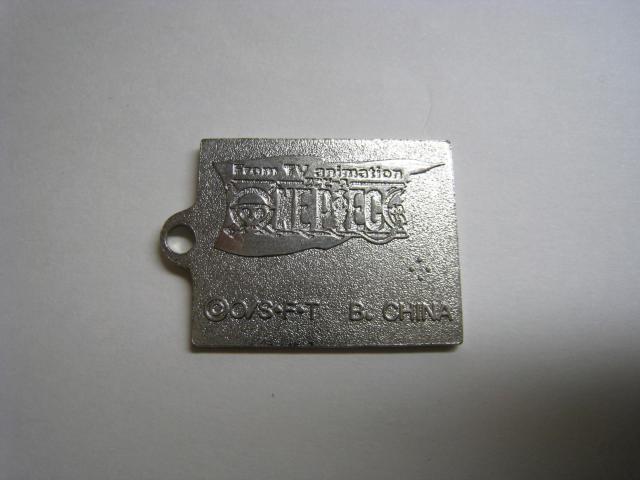 From TV animation
ONE PIECE
©O/S・F・T B. CHINA